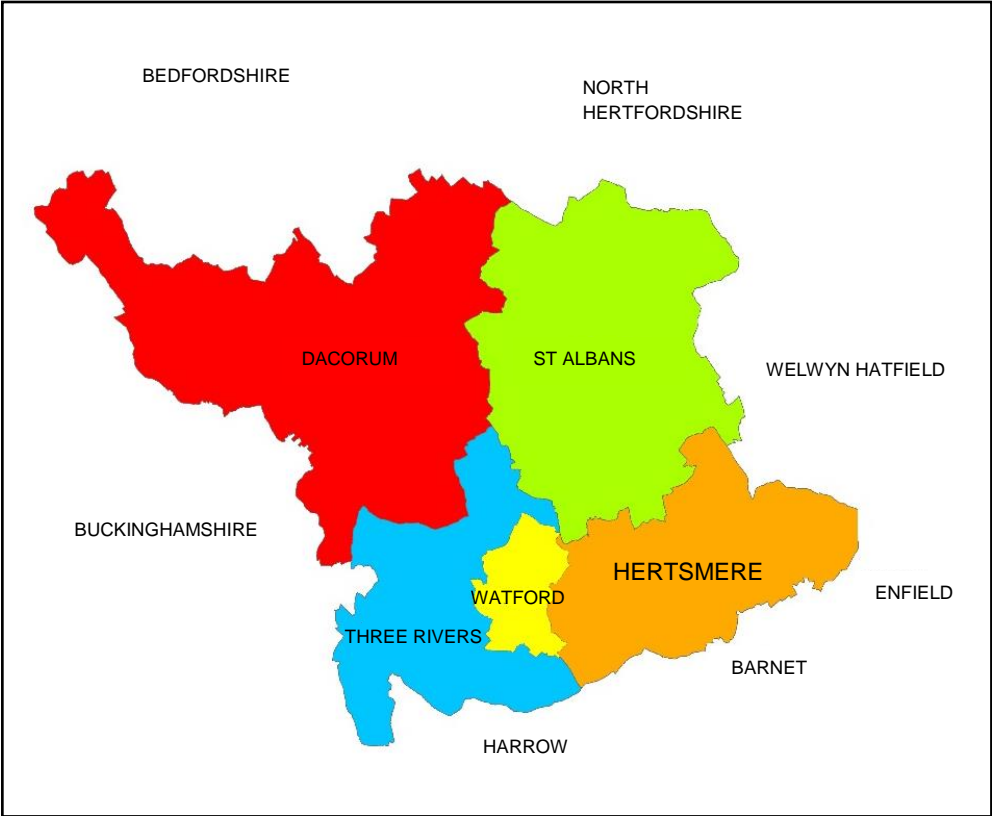 BEDFORDSHIRE
NORTH
HERTFORDSHIRE
DACORUM
ST ALBANS
WELWYN HATFIELD
BUCKINGHAMSHIRE
HERTSMERE
ENFIELD
WATFORD
THREE RIVERS
BARNET
HARROW